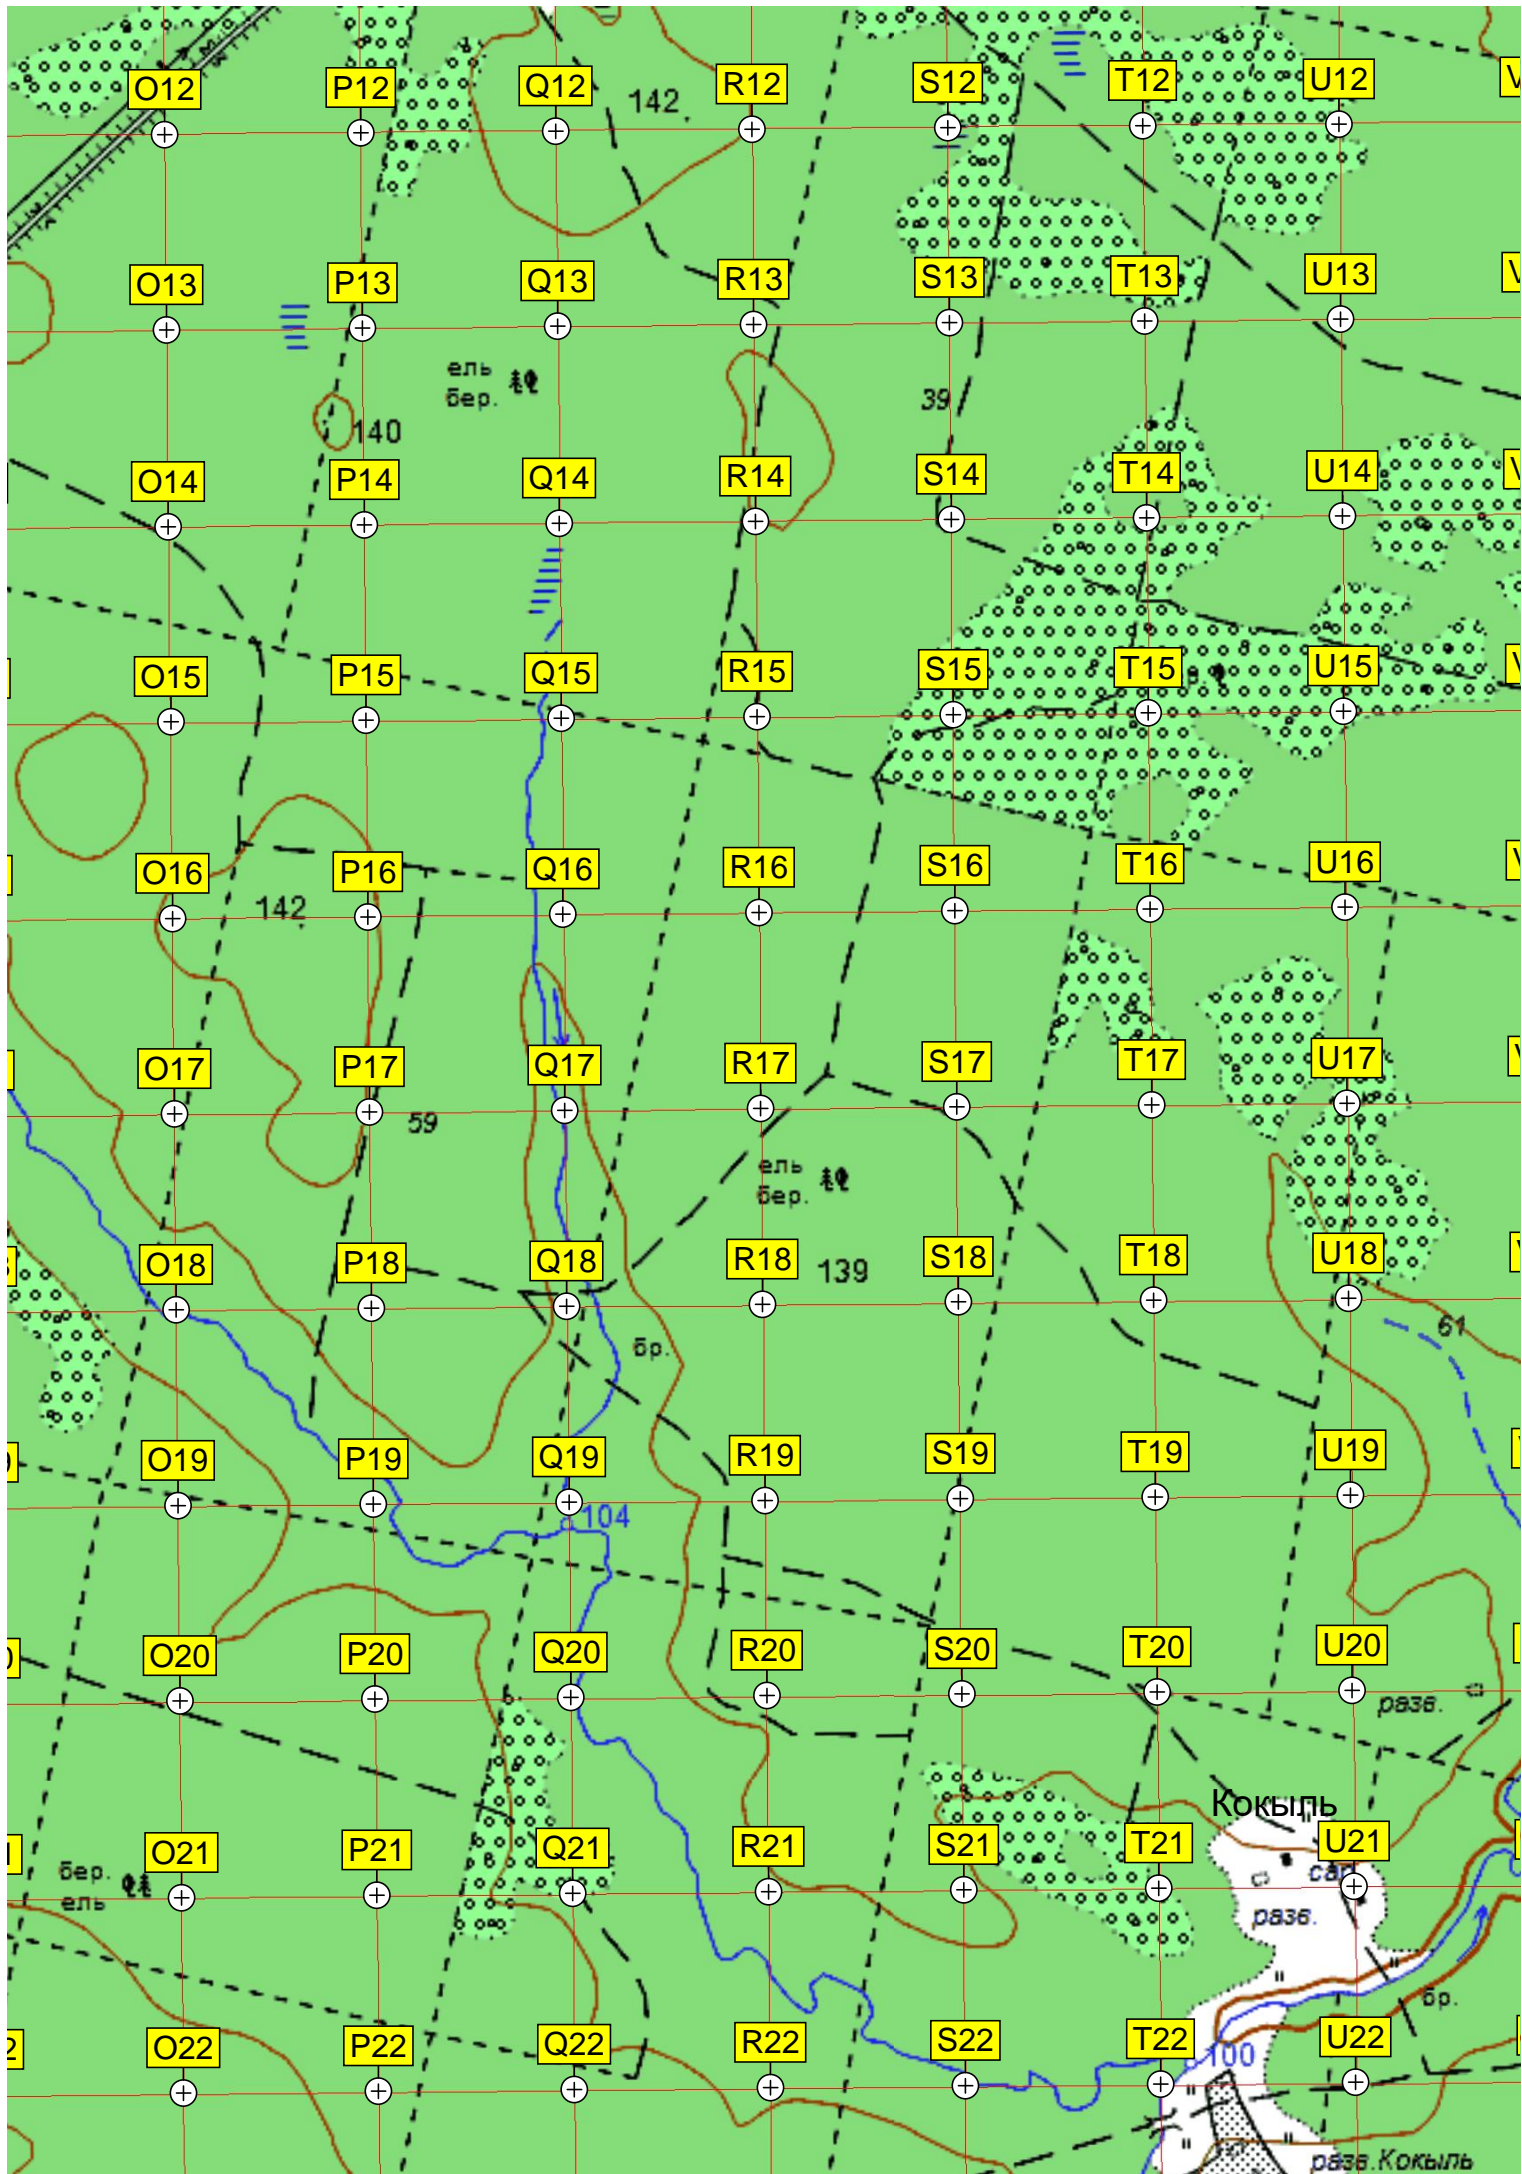 O12 P12 Q12 142 R12 S12 T12 U12 V
O13 P13 Q13 R13 S13 T13 U13 V
ель
бер.
39
140
O14 P14 Q14 R14 S14 T14 U14 V
O15 P15 Q15 R15 S15 T15 U15 V
O16 P16 Q16 R16 S16 T16 U16 V
142
O17 P17 Q17 R17 S17 T17 U17 V
59
ель
бер.
O18 P18 Q18 R18 139 S18 T18 U18 V
61
бр.
O19 P19 Q19 R19 S19 T19 U19
104
O20 P20 Q20 R20 S20 T20 U20
разв.
Кокыль
O21 P21 Q21 R21 S21 T21 U21
бер.
ель
сар.
разв.
бр.
O22 P22 Q22 R22 S22 T22 U22
100
разв.Кокыль